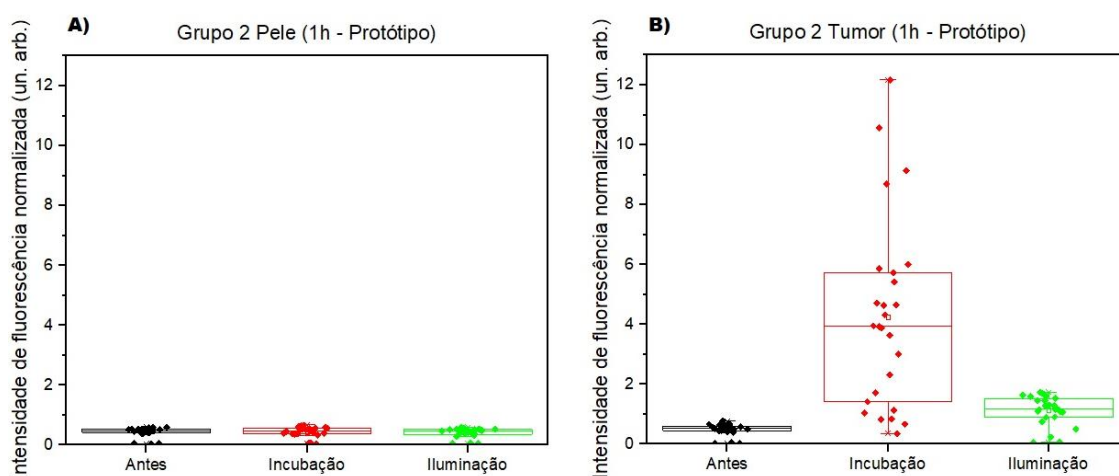 A)
Grupo 2 Pele (1h - Protótipo)
ntensidade de fluorescência normalizada (un. arb.)
12
10
8
6
4
2
0
Antes
Incubação
Iluminação
B)
Grupo 2 Tumor (1h - Protótipo)
Intensidade de fluorescência normalizada (un. arb.)
12
10
8
6
4
2
0
Antes
Incubação
Iluminação